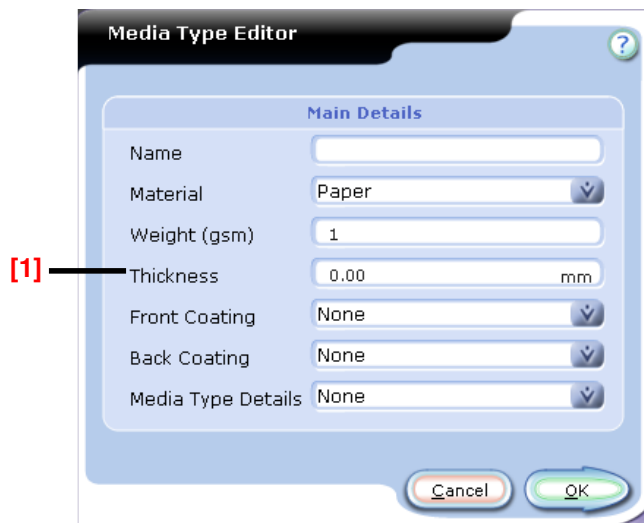 Media Type Editor
?
Main Details
Name
Material Paper
Weight (gsm) 1
[1] Thickness 0.00 mm
Front Coating None
Back Coating None
Media Type Details None
Cancel OK